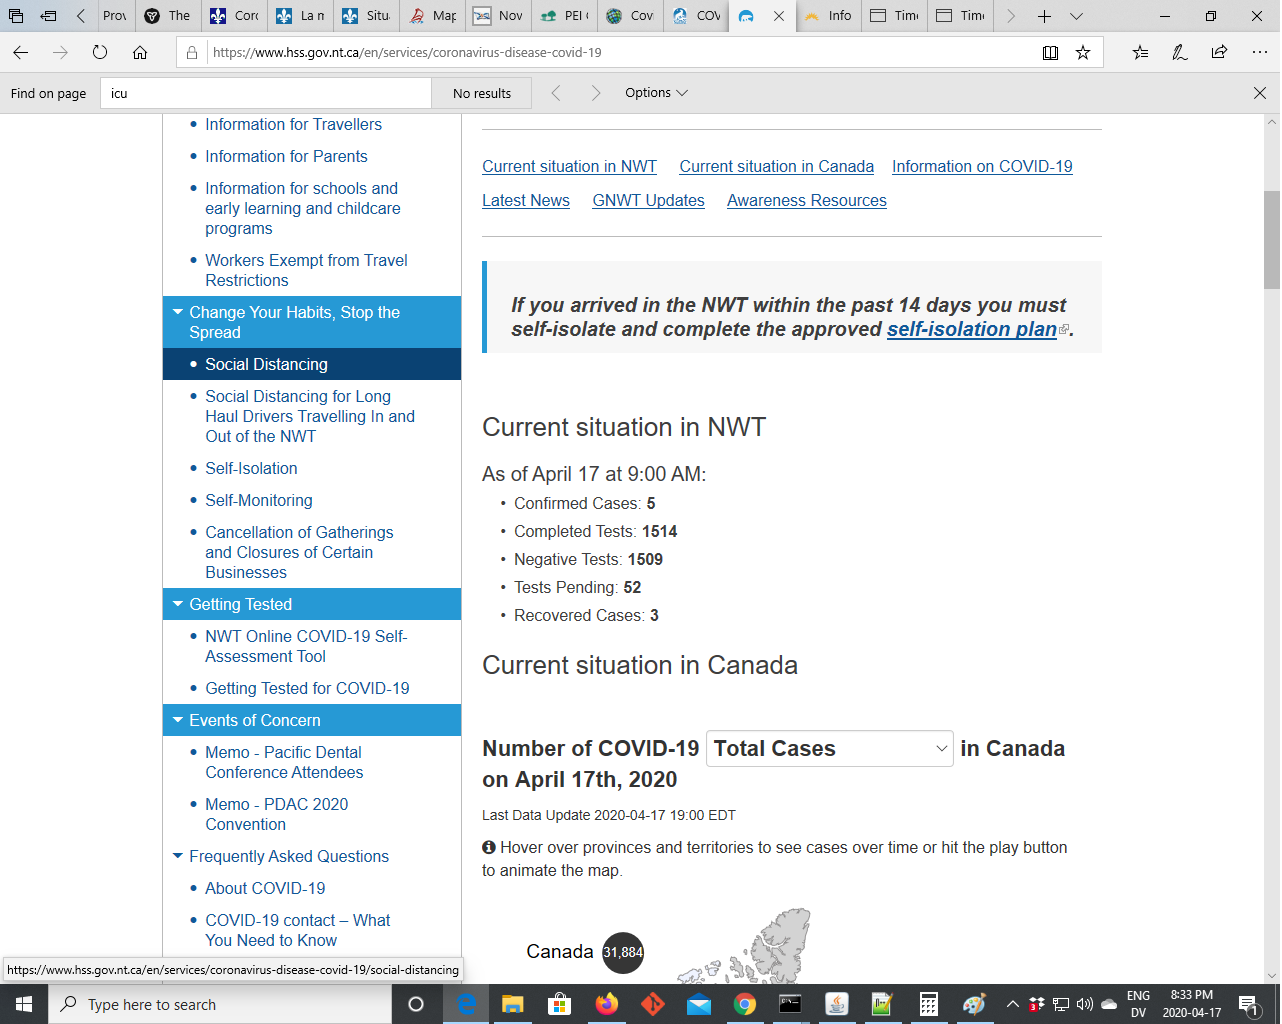 Prov
The
Coro
La n
Situa
Map
Nov
PEI
Covi
COV
Info
Time
Time
https://www.hss.gov.nt.ca/en/services/coronavirus-disease-covid-19
Find on page
icu
No results
Options
Information for Travellers
Information for Parents
Information for schools and
early learning and childcare
programs
Workers Exempt from Travel
Restrictions
Change Your Habits, Stop the
Spread
Social Distancing
Social Distancing for Long
Haul Drivers Travelling In and
Out of the NWT
Self-Isolation
Self-Monitoring
Cancellation of Gatherings
and Closures of Certain
Businesses
Getting Tested
NWT Online COVID-19 Self-
Assessment Tool
Getting Tested for COVID-19
Events of Concern
Memo - Pacific Dental
Conference Attendees
Memo - PDAC 2020
Convention
Frequently Asked Questions
About COVID-19
COVID-19 contact – What
You Need to Know
https://www.hss.gov.nt.ca/en/services/coronavirus-disease-covid-19/social-distancing
Current situation in NWT Current situation in Canada Information on COVID-19
Latest News GNWT Updates Awareness Resources
If you arrived in the NWT within the past 14 days you must
self-isolate and complete the approved self-isolation plan.
Current situation in NWT
As of April 17 at 9:00 AM:
Confirmed Cases: 5
Completed Tests: 1514
Negative Tests: 1509
Tests Pending: 52
Recovered Cases: 3
Current situation in Canada
Number of COVID-19 Total Cases in Canada
on April 17th, 2020
Last Data Update 2020-04-17 19:00 EDT
Hover over provinces and territories to see cases over time or hit the play button
to animate the map.
Canada 31,884
Type here to search
ENG
DV
8:33 PM
2020-04-17